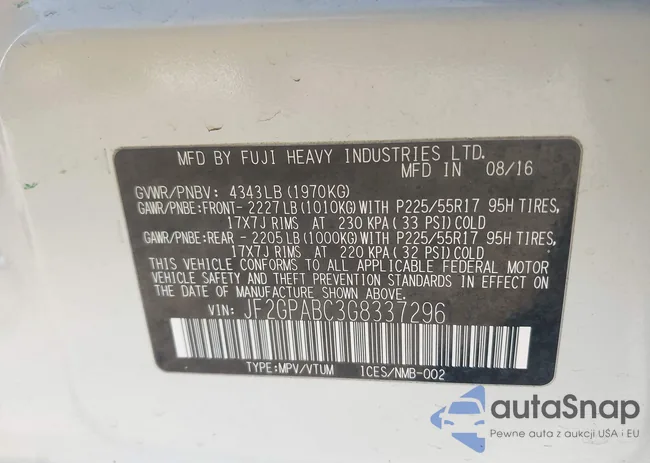 MFD BY FUJI HEAVY INDUSTRIES LTD.
MFD IN 08/16
GVWR/PNBV: 4343LB(1970KG)
GAWR/PNBE:FRONT- 2227LB(1010KG)WITH P225/55R17 95H TIRES,
17X7J RIMS AT 230 KPA(33 PSI)COLD
GAWR/PNBE:REAR - 2205LB(1000KG)WITH P225/55R17 95H TIRES,
17X7J RIMS AT 220 KPA(32 PSI)COLD
THIS VEHICLE CONFORMS TO ALL APPLICABLE FEDERAL MOTOR
VEHICLE SAFETY AND THEFT PREVENTION STANDARDS IN EFFECT ON
THE DATE OF MANUFACTURE SHOWN ABOVE.
VIN: JF2GPABC3G8337296
TYPE:MPV/VTUM ICES/NMB-002
autaSnap
Pewne auta z aukcji USA i EU